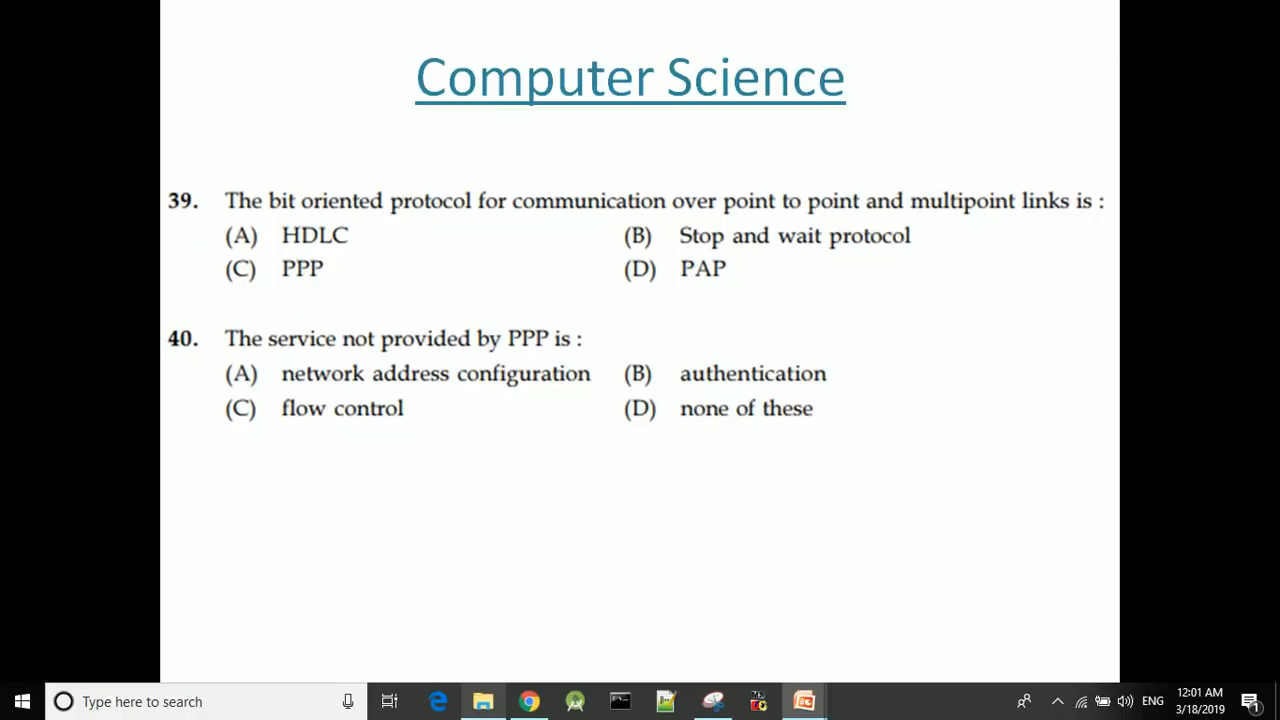 Computer Science
39. The bit oriented protocol for communication over point to point and multipoint links is :
(A) HDLC (B) Stop and wait protocol
(C) PPP (D) PAP
40. The service not provided by PPP is :
(A) network address configuration (B) authentication
(C) flow control (D) none of these
Type here to search
ENG
12:01 AM
3/18/2019
1